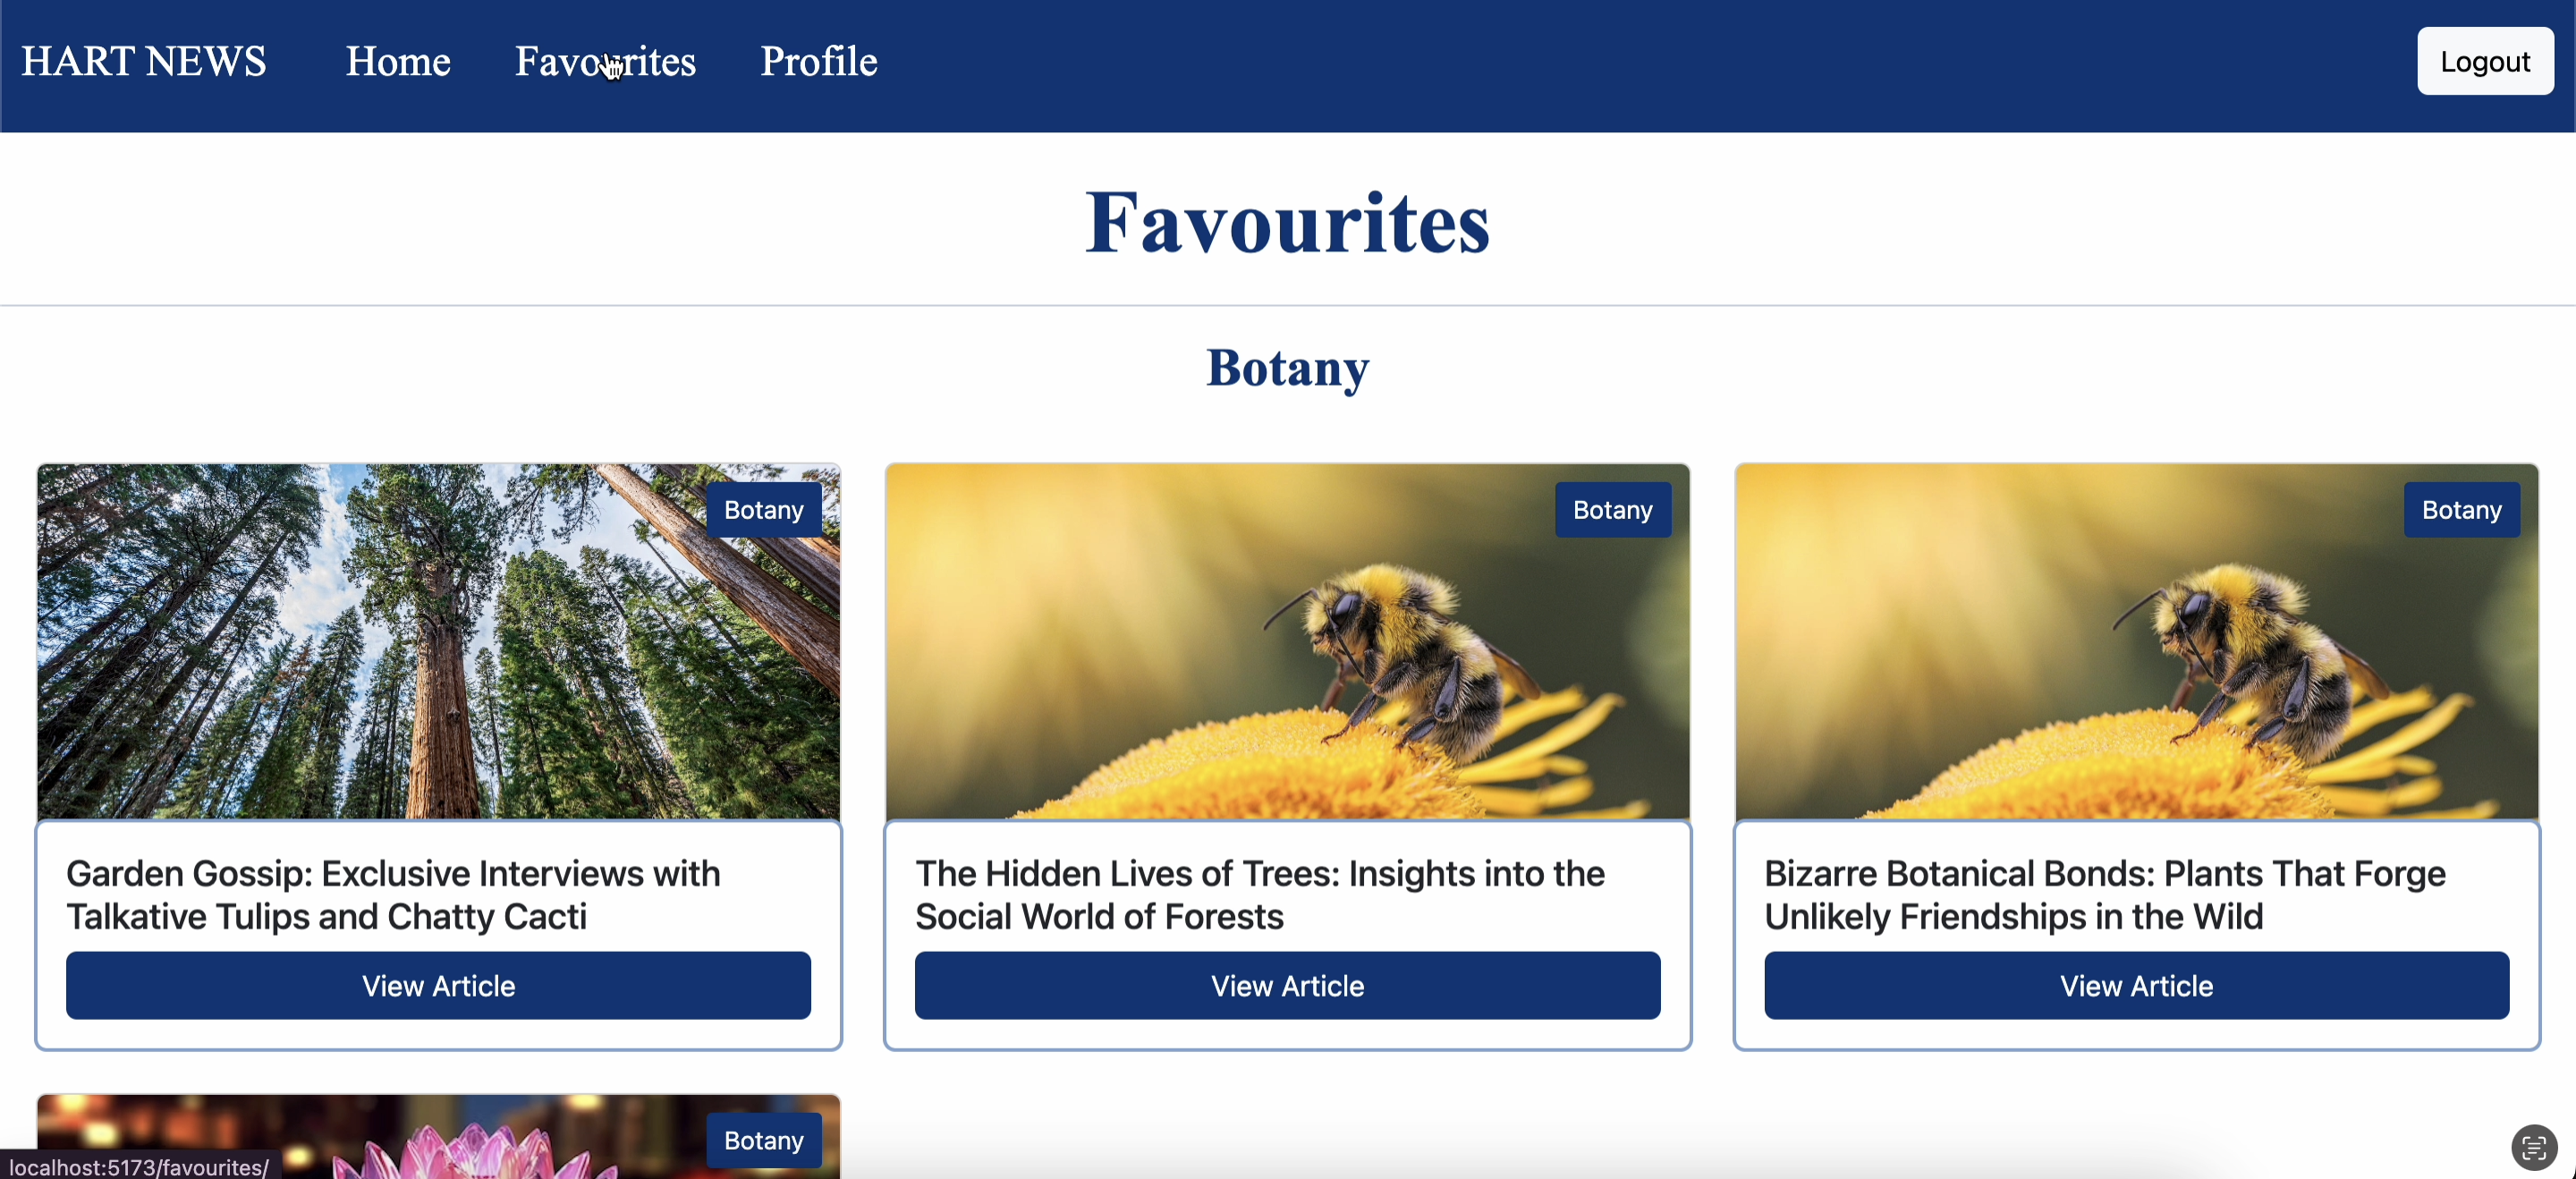 HART NEWS Home Favourites Profile Logout
Favourites
Botany
Botany
Botany
Botany
Garden Gossip: Exclusive Interviews with
Talkative Tulips and Chatty Cacti
View Article
The Hidden Lives of Trees: Insights into the
Social World of Forests
View Article
Bizarre Botanical Bonds: Plants That Forge
Unlikely Friendships in the Wild
View Article
Botany
localhost:5173/favourites/